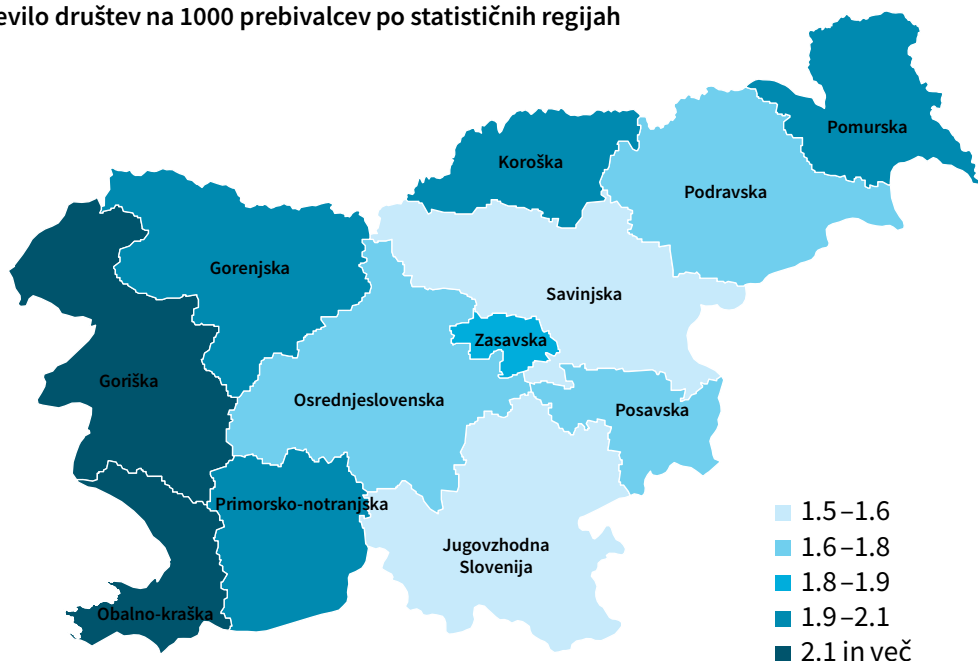 evilo društev na 1000 prebivalcev po statističnih regijah
Pomurska
Koroška
Podravska
Gorenjska
Savinjska
Zasavska
Goriška
Osrednjeslovenska
Posavska
Primorsko-notranjska
Jugovzhodna
Slovenija
Obalno-kraška
1.5–1.6
1.6–1.8
1.8–1.9
1.9–2.1
2.1 in več